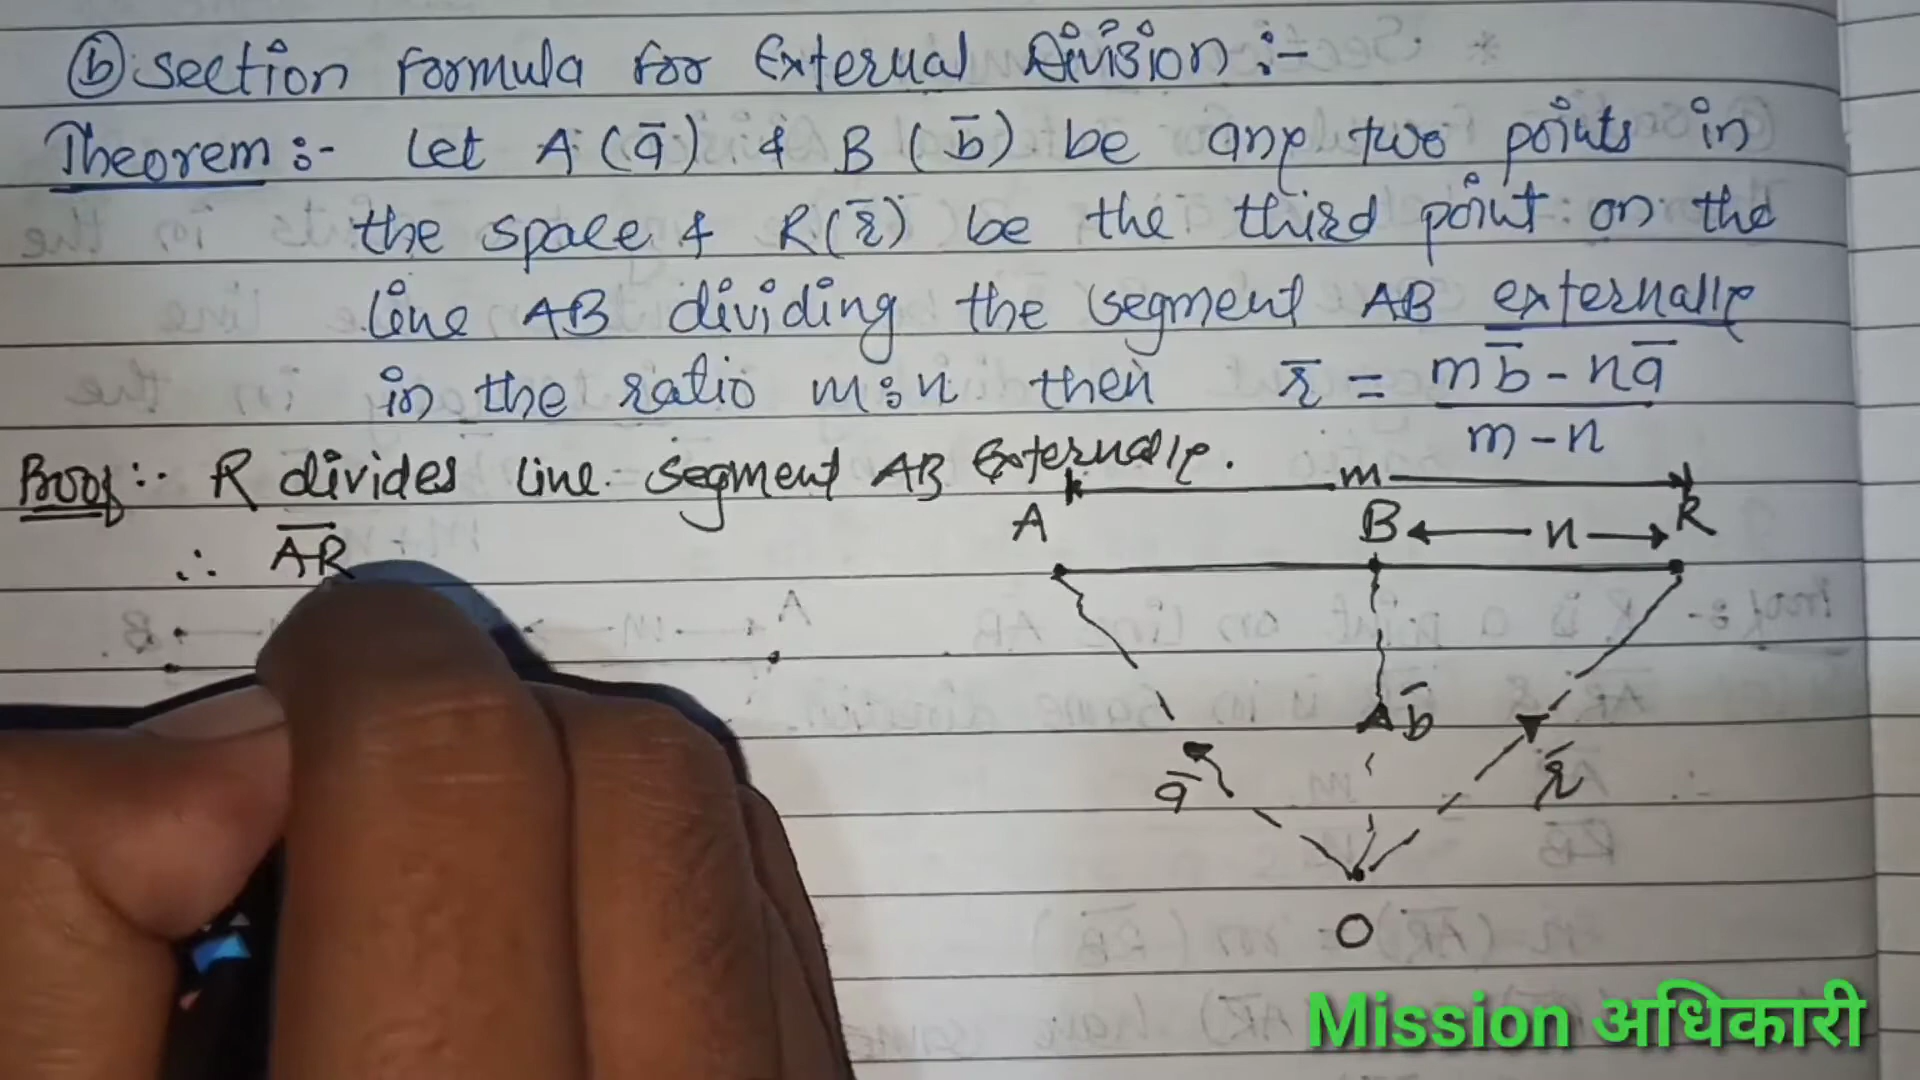 ⓑ Section Formula for External Division :-
Theorem :- Let A (a̅) & B (b̅) be any two points in
the space & R(r̅) be the third point on the
line AB dividing the segment AB externally
in the ratio m:n then r̅ = mb̅ - na̅
m - n
Proof :- R divides line segment AB Externally.
∴ A̅R̅
m
A B n R
b̅
a̅ r̅
O
Mission अधिकारी